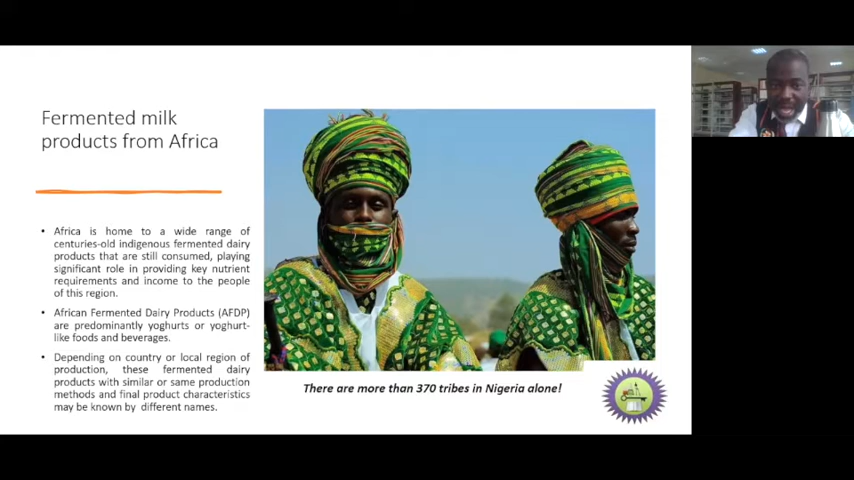 Fermented milk
products from Africa
• Africa is home to a wide range of
centuries-old indigenous fermented dairy
products that are still consumed, playing
significant role in providing key nutrient
requirements and income to the people
of this region.
• African Fermented Dairy Products (AFDP)
are predominantly yoghurts or yoghurt-
like foods and beverages.
• Depending on country or local region of
production, these fermented dairy
products with similar or same production
methods and final product characteristics
may be known by different names.
There are more than 370 tribes in Nigeria alone!